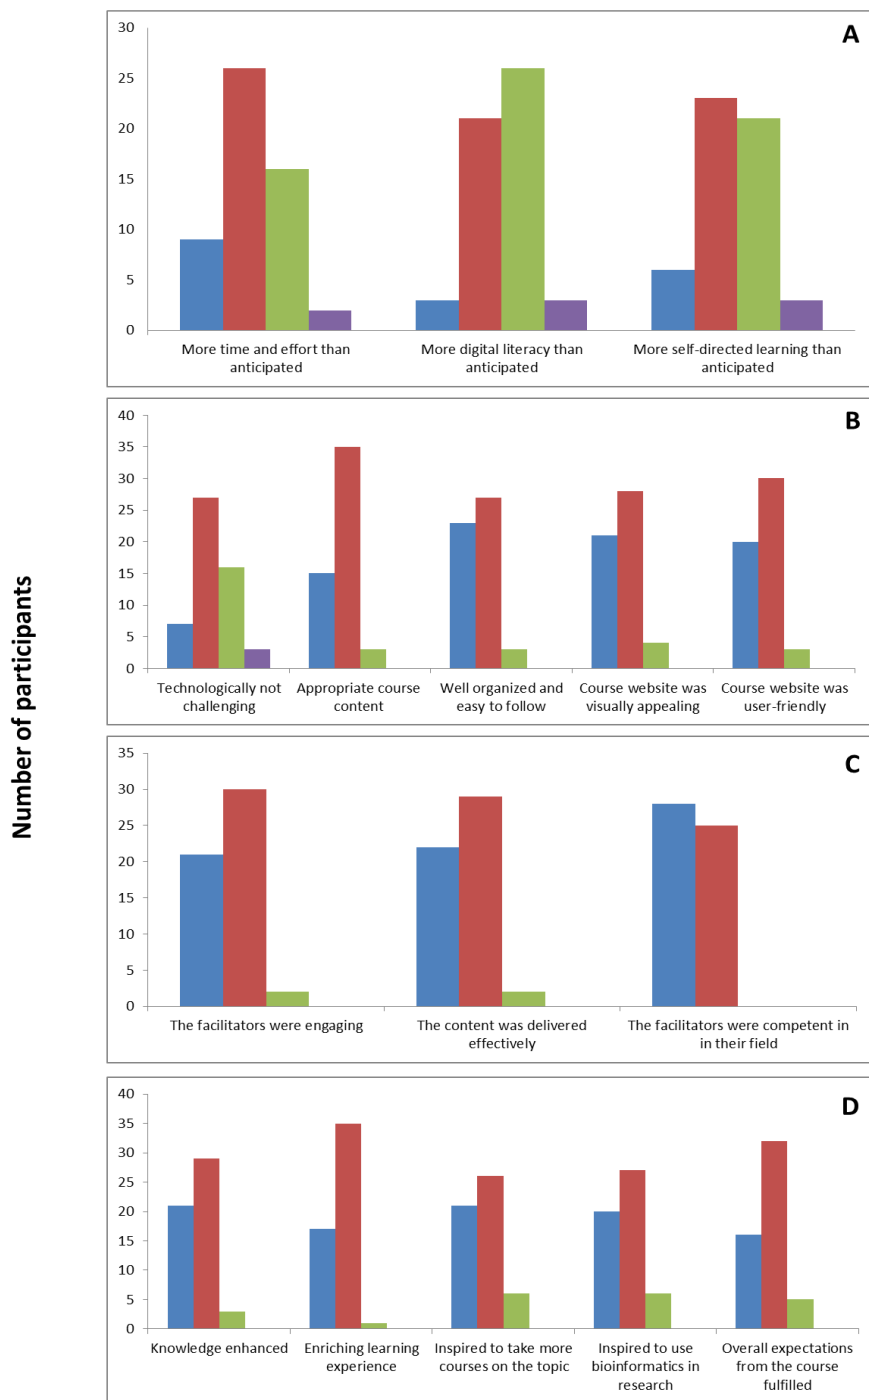 Number of participants
A
30
25
20
15
10
5
0
More time and effort than
anticipated
More digital literacy than
anticipated
More self-directed learning than
anticipated
B
40
35
30
25
20
15
10
5
0
Technologically not
challenging
Appropriate course
content
Well organized and
easy to follow
Course website was
visually appealing
Course website was
user-friendly
C
35
30
25
20
15
10
5
0
The facilitators were engaging
The content was delivered
effectively
The facilitators were competent in
in their field
D
40
35
30
25
20
15
10
5
0
Knowledge enhanced
Enriching learning
experience
Inspired to take more
courses on the topic
Inspired to use
bioinformatics in
research
Overall expectations
from the course
fulfilled